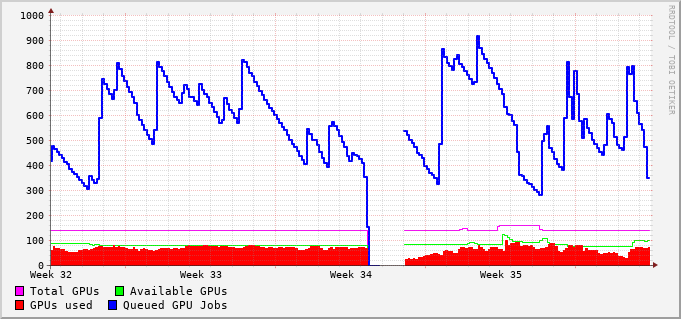 1000
900
800
700
600
500
400
300
200
100
0
Week 32 Week 33 Week 34 Week 35
Total GPUs Available GPUs
GPUs used Queued GPU Jobs
RRDTOOL / TOBI OETIKER